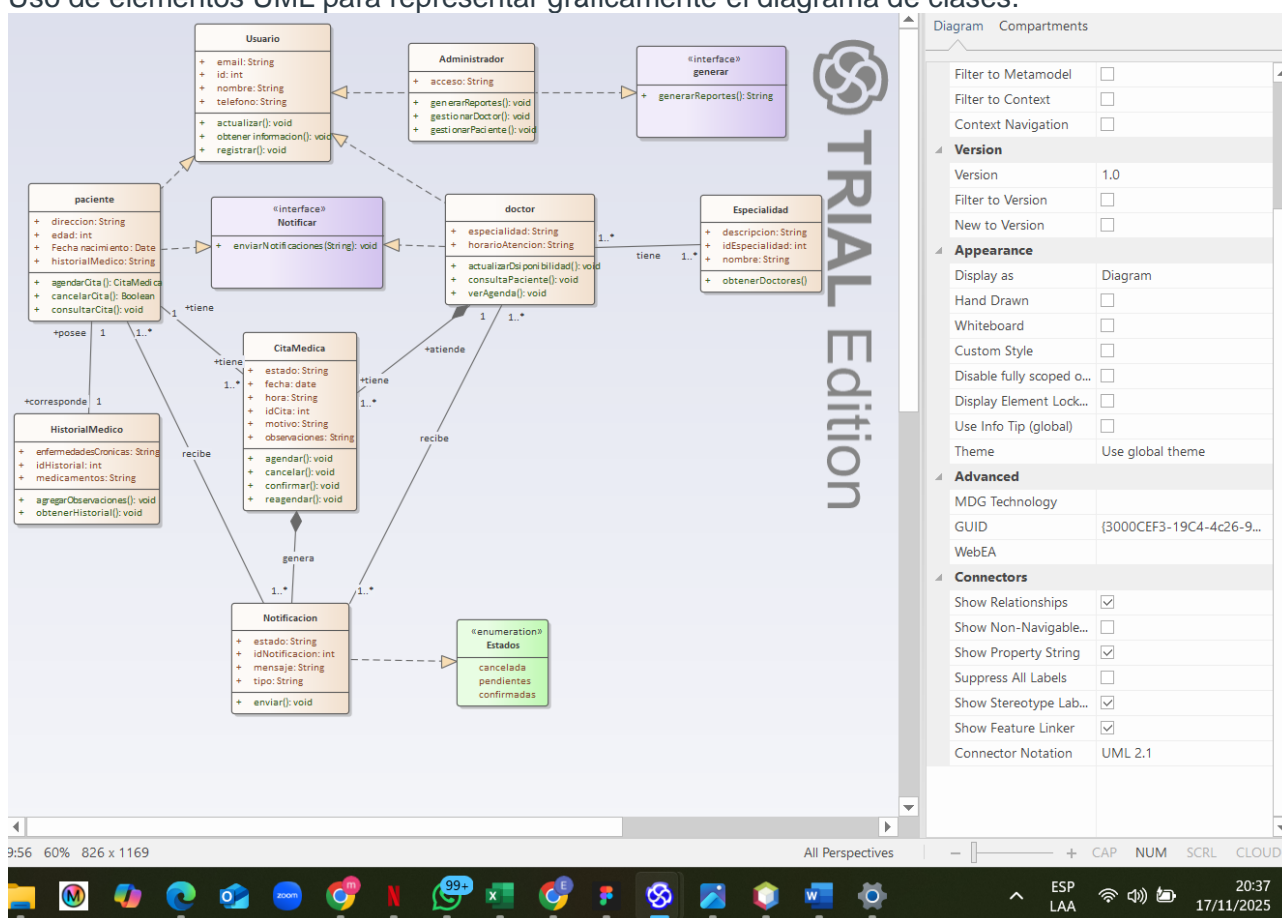 Uso de elementos UML para representar gráficamente el diagrama de clases.
Usuario
+ email: String
+ id: int
+ nombre: String
+ telefono: String
+ actualizar(): void
+ obtener informacion(): void
+ registrar(): void
Administrador
+ acceso: String
+ generarReportes(): void
+ gestionarDoctor(): void
+ gestionarPaciente(): void
«interface»
generar
+ generarReportes(): String
paciente
+ direccion: String
+ edad: int
+ Fecha nacimiento: Date
+ historialMedico: String
+ agendarCita(): CitaMedica
+ cancelarCita(): Boolean
+ consultarCita(): void
«interface»
Notificar
+ enviarNotificaciones(String): void
doctor
+ especialidad: String
+ horarioAtencion: String
+ actualizarDsiponibilidad(): void
+ consultaPaciente(): void
+ verAgenda(): void
1..*
tiene
1..*
Especialidad
+ descripcion: String
+ idEspecialidad: int
+ nombre: String
+ obtenerDoctores()
+posee 1
1..*
1
+tiene
+tiene
1..*
1
1..*
+atiende
+tiene
1..*
CitaMedica
+ estado: String
+ fecha: date
+ hora: String
+ idCita: int
+ motivo: String
+ observaciones: String
+ agendar(): void
+ cancelar(): void
+ confirmar(): void
+ reagendar(): void
+corresponde 1
HistorialMedico
+ enfermedadesCronicas: String
+ idHistorial: int
+ medicamentos: String
+ agregarObservaciones(): void
+ obtenerHistorial(): void
recibe
recibe
genera
1..*
1..*
Notificacion
+ estado: String
+ idNotificacion: int
+ mensaje: String
+ tipo: String
+ enviar(): void
«enumeration»
Estados
cancelada
pendientes
confirmadas
TRIAL Edition
Diagram Compartments
Filter to Metamodel
Filter to Context
Context Navigation
Version
Version 1.0
Filter to Version
New to Version
Appearance
Display as Diagram
Hand Drawn
Whiteboard
Custom Style
Disable fully scoped o...
Display Element Lock...
Use Info Tip (global)
Theme Use global theme
Advanced
MDG Technology
GUID {3000CEF3-19C4-4c26-9...
WebEA
Connectors
Show Relationships
Show Non-Navigable...
Show Property String
Suppress All Labels
Show Stereotype Lab...
Show Feature Linker
Connector Notation UML 2.1
9:56 60% 826 x 1169 All Perspectives CAP NUM SCRL CLOUD
zoom
99+
ESP
LAA
20:37
17/11/2025